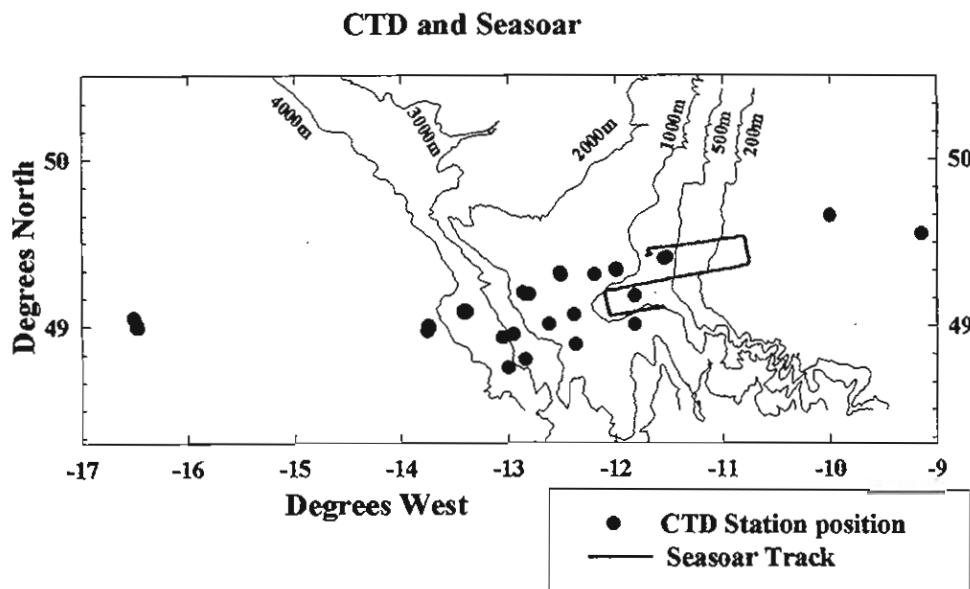 CTD and Seasoar
4000m
3000m
2000m
1000m
500m
200m
50
50
49
49
Degrees North
-17
-15
-14
-13
-12
-11
-10
-9
Degrees West
CTD Station position
Seasoar Track